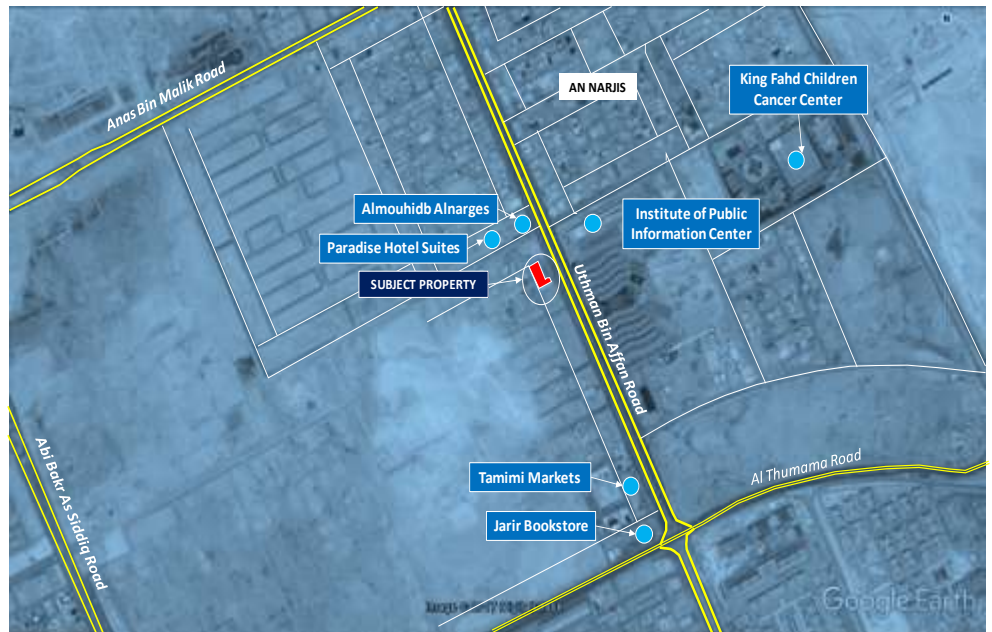 Anas Bin Malik Road
AN NARJIS
King Fahd Children
Cancer Center
Almouhidb Alnarges
Paradise Hotel Suites
Institute of Public
Information Center
SUBJECT PROPERTY
Uthman Bin Affan Road
Abi Bakr As Siddiq Road
Al Thumama Road
Tamimi Markets
Jarir Bookstore
Google Earth